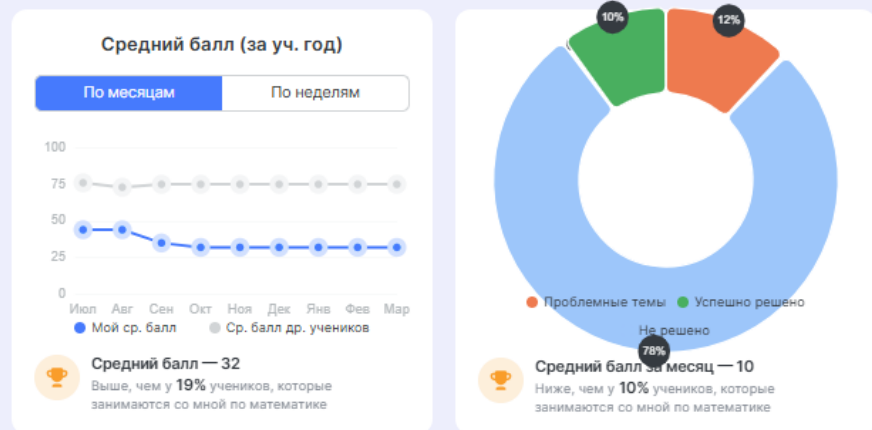 Средний балл (за уч. год)
По месяцам
По неделям
100
75
50
25
0
Июл Авг Сен Окт Ноя Дек Янв Фев Мар
Мой ср. балл
Ср. балл др. учеников
Средний балл — 32
Выше, чем у 19% учеников, которые
занимаются со мной по математике
10%
12%
Проблемные темы
Успешно решено
Не решено
78%
Средний балл за месяц — 10
Ниже, чем у 10% учеников, которые
занимаются со мной по математике